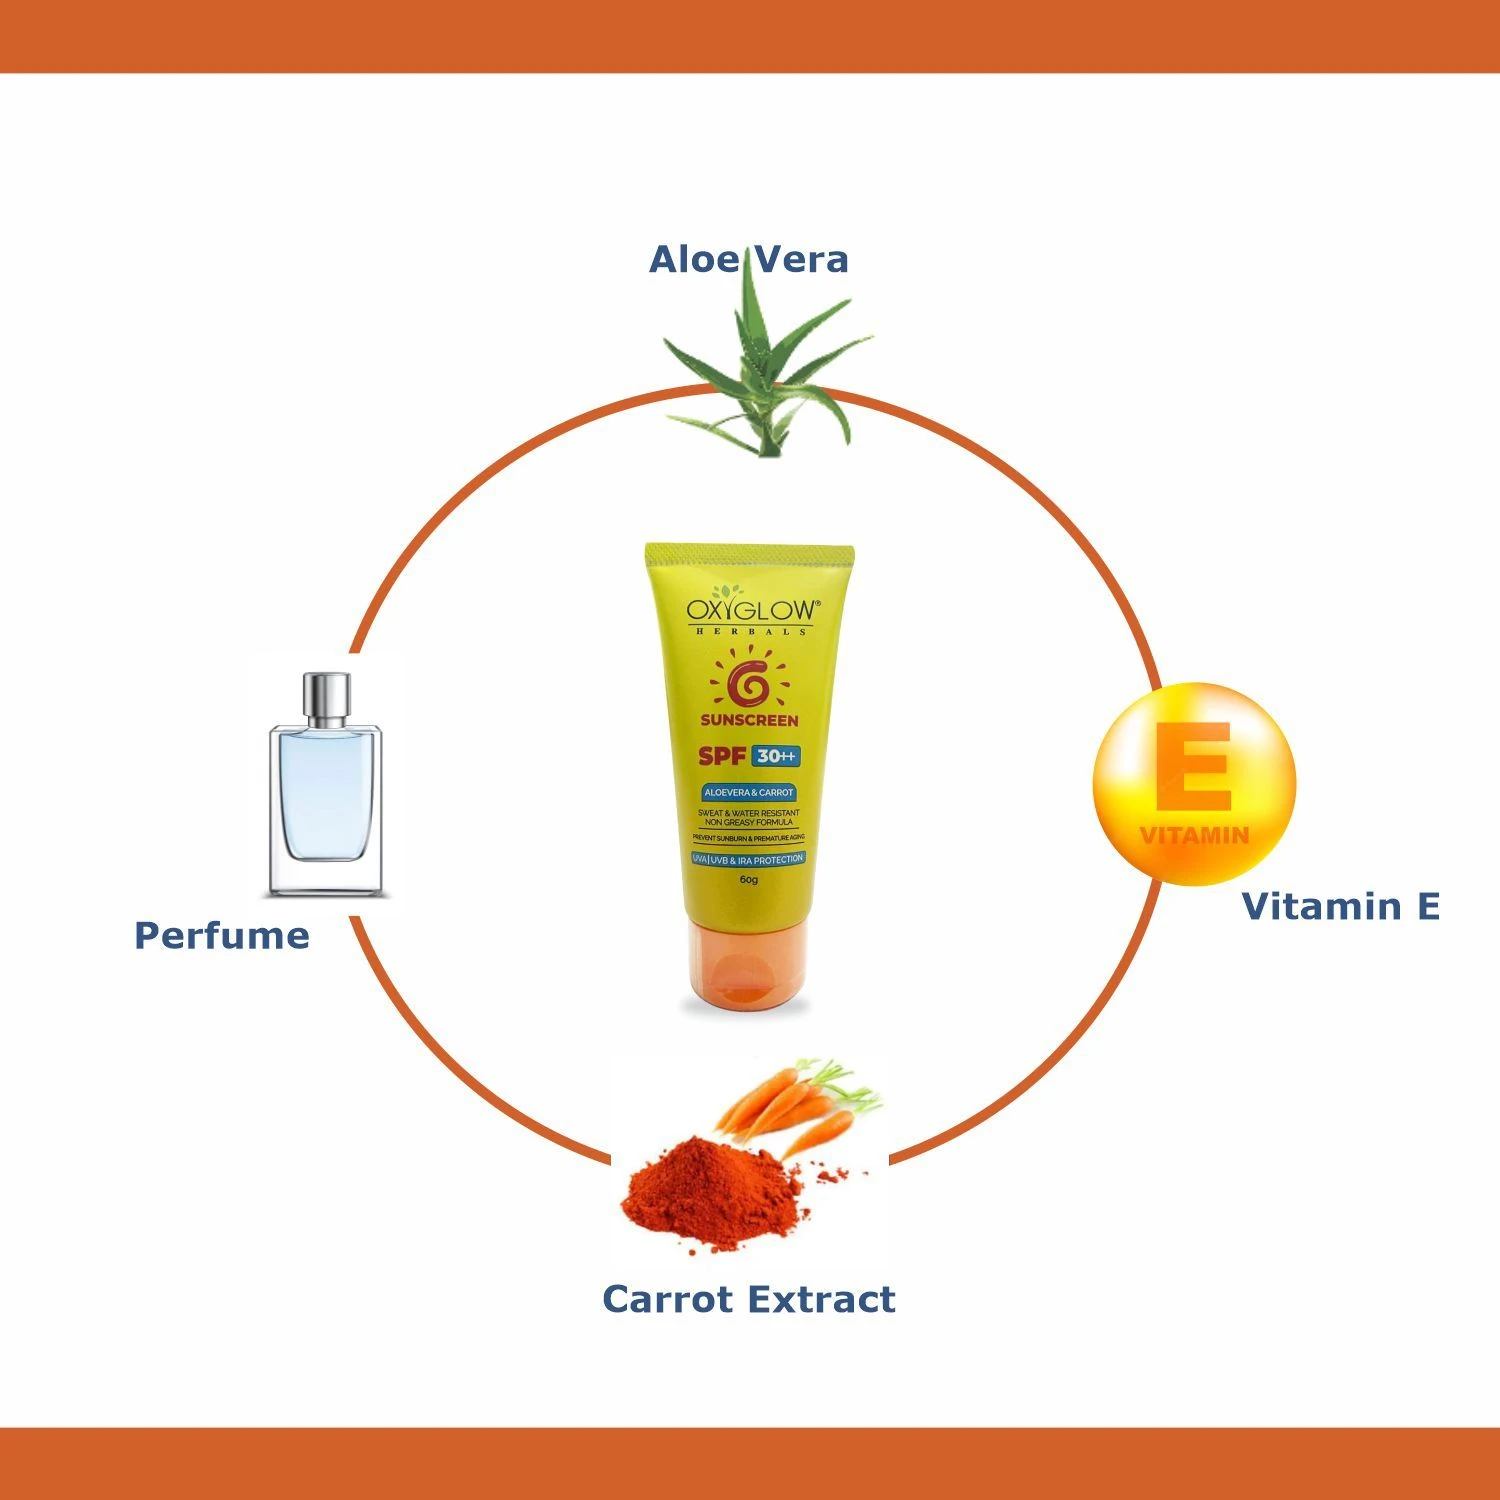 Aloe Vera
OXYGLOW®
HERBALS
SUNSCREEN
SPF 30++
ALOEVERA & CARROT
SWEAT & WATER RESISTANT
NON GREASY FORMULA
PREVENT SUNBURN & PREMATURE AGING
UVA|UVB & IRA PROTECTION
60g
E
VITAMIN
Vitamin E
Perfume
Carrot Extract